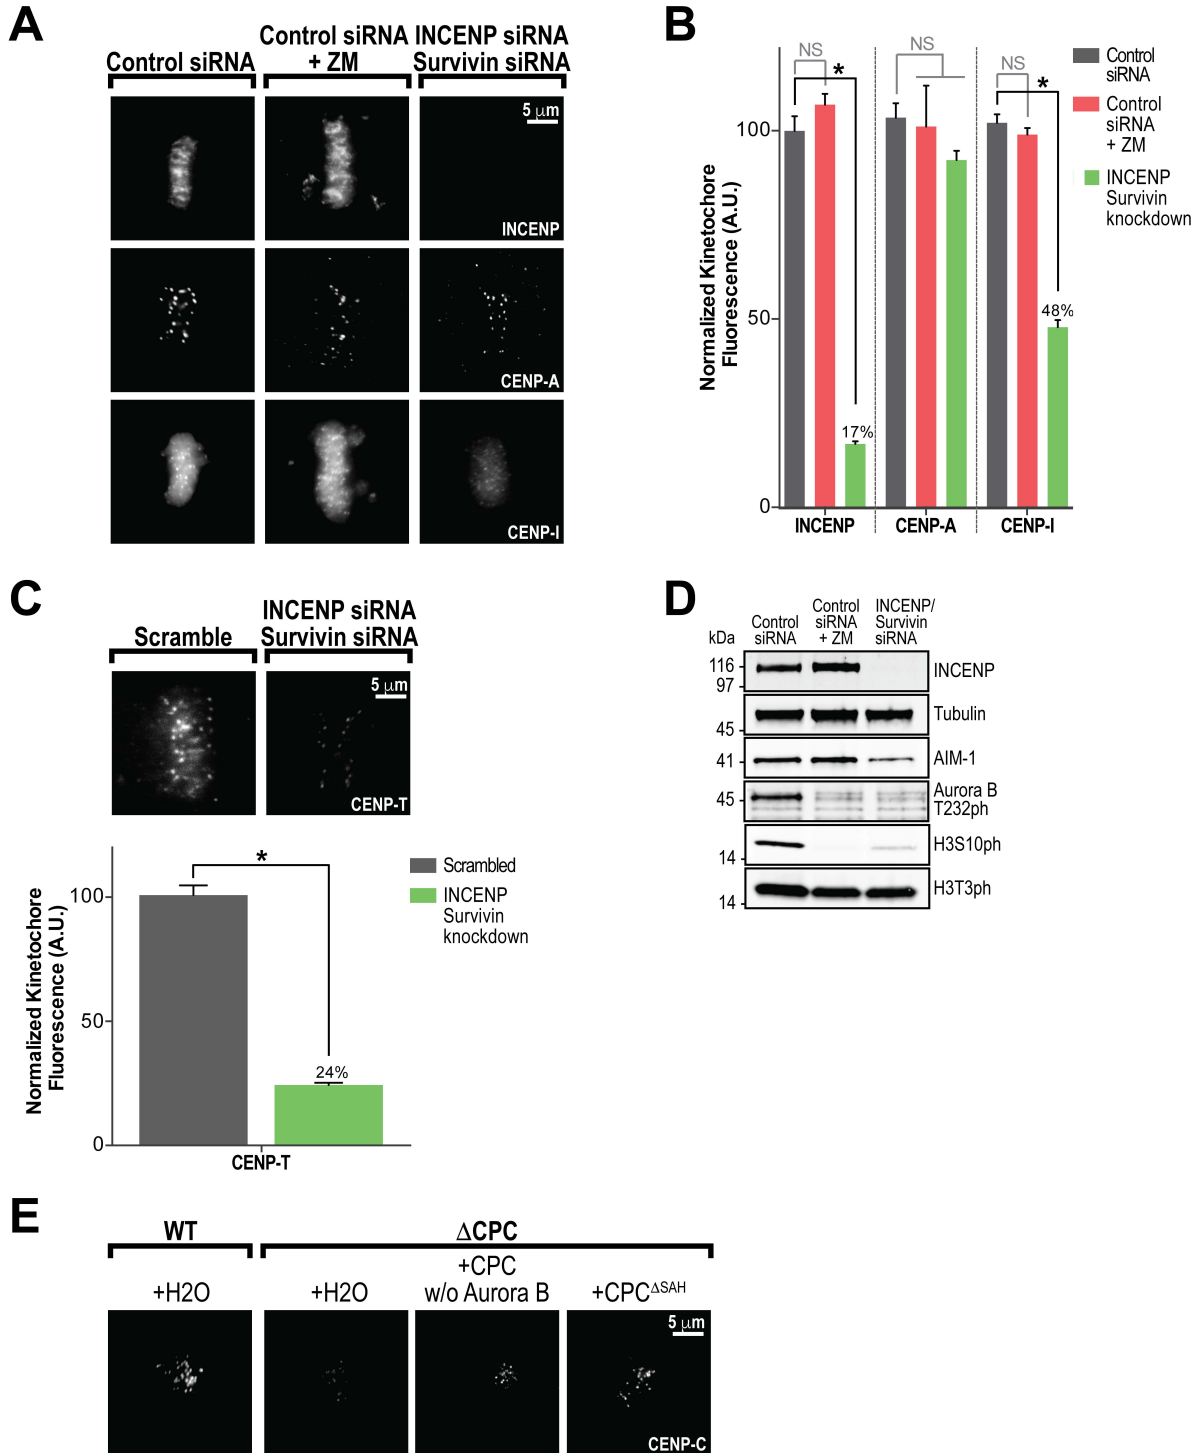 A
Control siRNA
Control siRNA
+ ZM
INCENP siRNA
Survivin siRNA
5 µm
INCENP
CENP-A
CENP-I
B
Normalized Kinetochore
Fluorescence (A.U.)
100
50
0
NS
*
17%
NS
NS
*
48%
INCENP
CENP-A
CENP-I
Control
siRNA
Control
siRNA
+ ZM
INCENP
Survivin
knockdown
C
Scramble
INCENP siRNA
Survivin siRNA
5 µm
CENP-T
Normalized Kinetochore
Fluorescence (A.U.)
100
50
0
*
24%
CENP-T
Scrambled
INCENP
Survivin
knockdown
D
kDa
Control
siRNA
Control
siRNA
+ ZM
INCENP/
Survivin
siRNA
116
97
INCENP
Tubulin
45
41
AIM-1
45
Aurora B
T232ph
14
H3S10ph
14
H3T3ph
E
WT
ΔCPC
+H2O
+H2O
+CPC
w/o Aurora B
+CPCΔSAH
5 µm
CENP-C